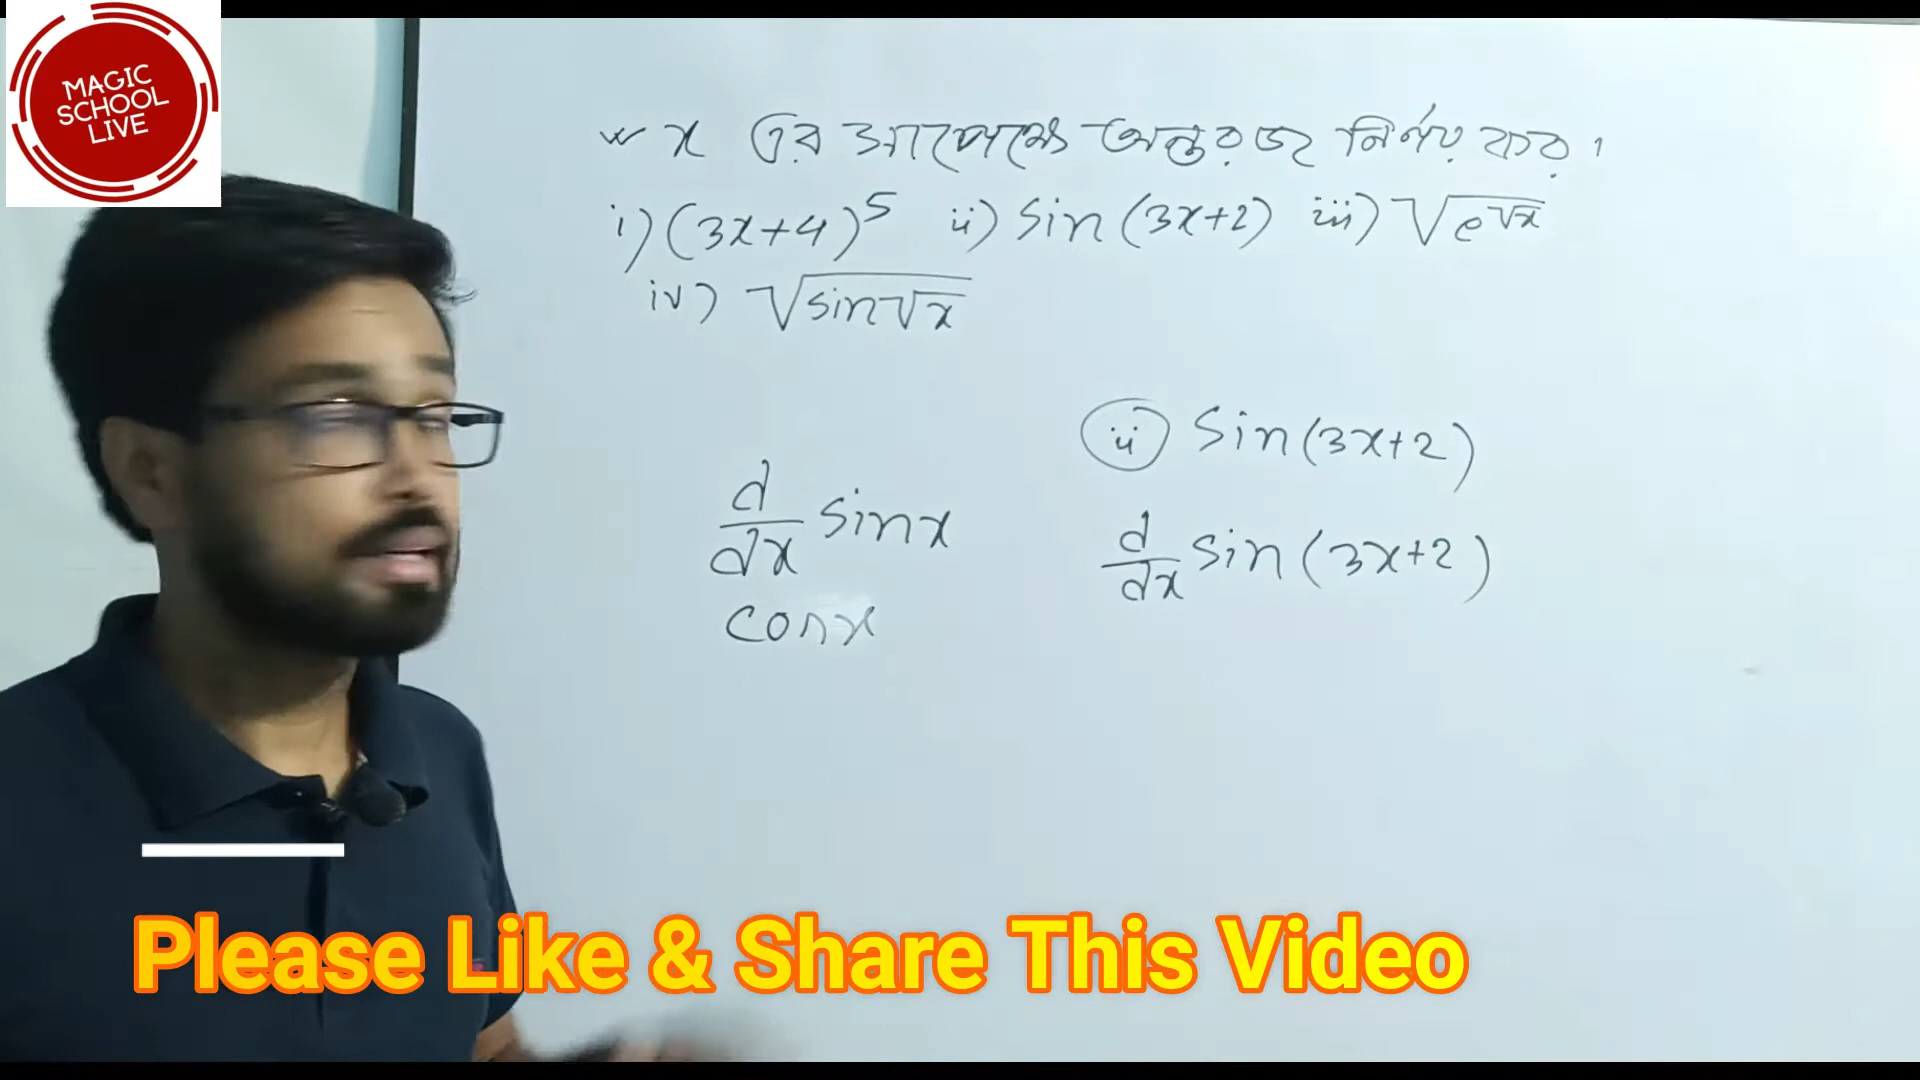 MAGIC
SCHOOL
LIVE
x এর সাপেক্ষে অন্তরজ নির্ণয় কর।
i) (3x+4)^5 ii) Sin (3x+2) iii) √e^√x
iv) √sin√x
d/dx sinx
cosx
ii Sin (3x+2)
d/dx sin (3x+2)
Please Like & Share This Video